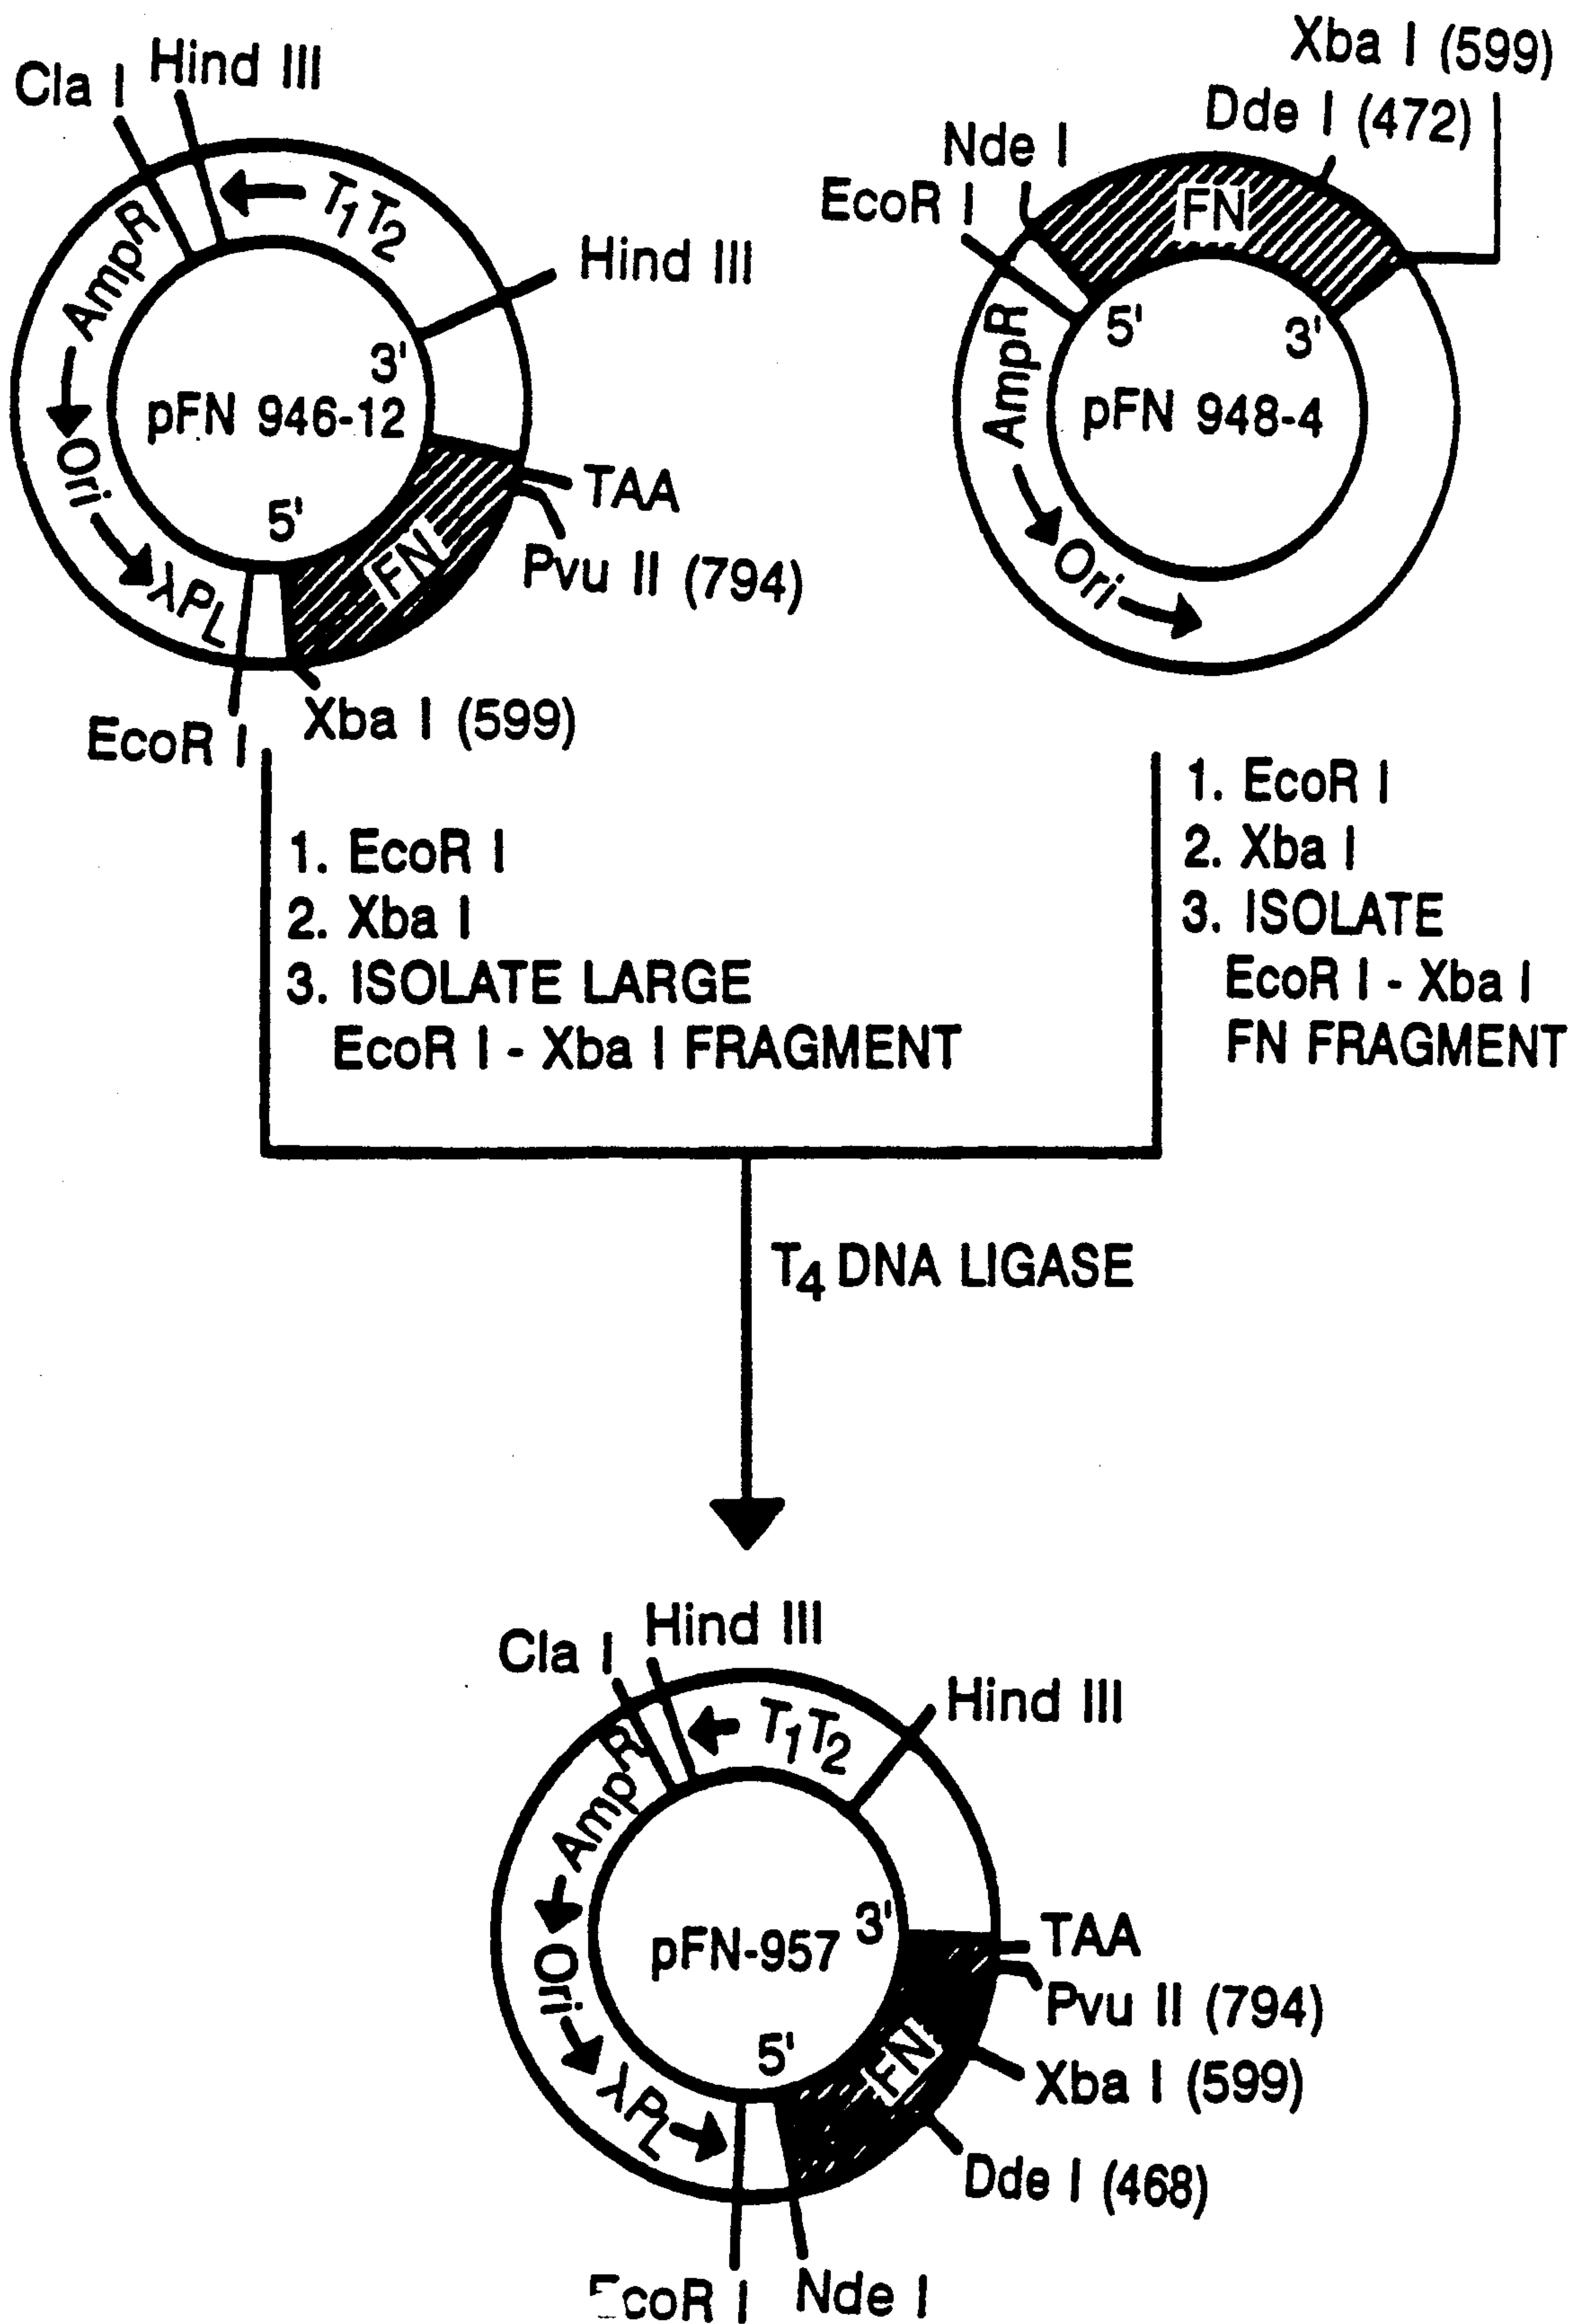 Cla I
Hind III
Amp R
T1T2
Hind III
3'
pFN 946-12
Ori
5'
TAA
FN
Pvu II (794)
λPL
Xba I (599)
EcoR I
Xba I (599)
Dde I (472)
Nde I
EcoR I
FN
AmpR
5'
3'
pFN 948-4
Ori
1. EcoR I
2. Xba I
3. ISOLATE LARGE
EcoR I - Xba I FRAGMENT
1. EcoR I
2. Xba I
3. ISOLATE
EcoR I - Xba I
FN FRAGMENT
T4 DNA LIGASE
Cla I
Hind III
Hind III
T1T2
Amp R
3'
pFN-957
TAA
Ori
Pvu II (794)
5'
FN
Xba I (599)
λPL
Dde I (468)
EcoR I
Nde I